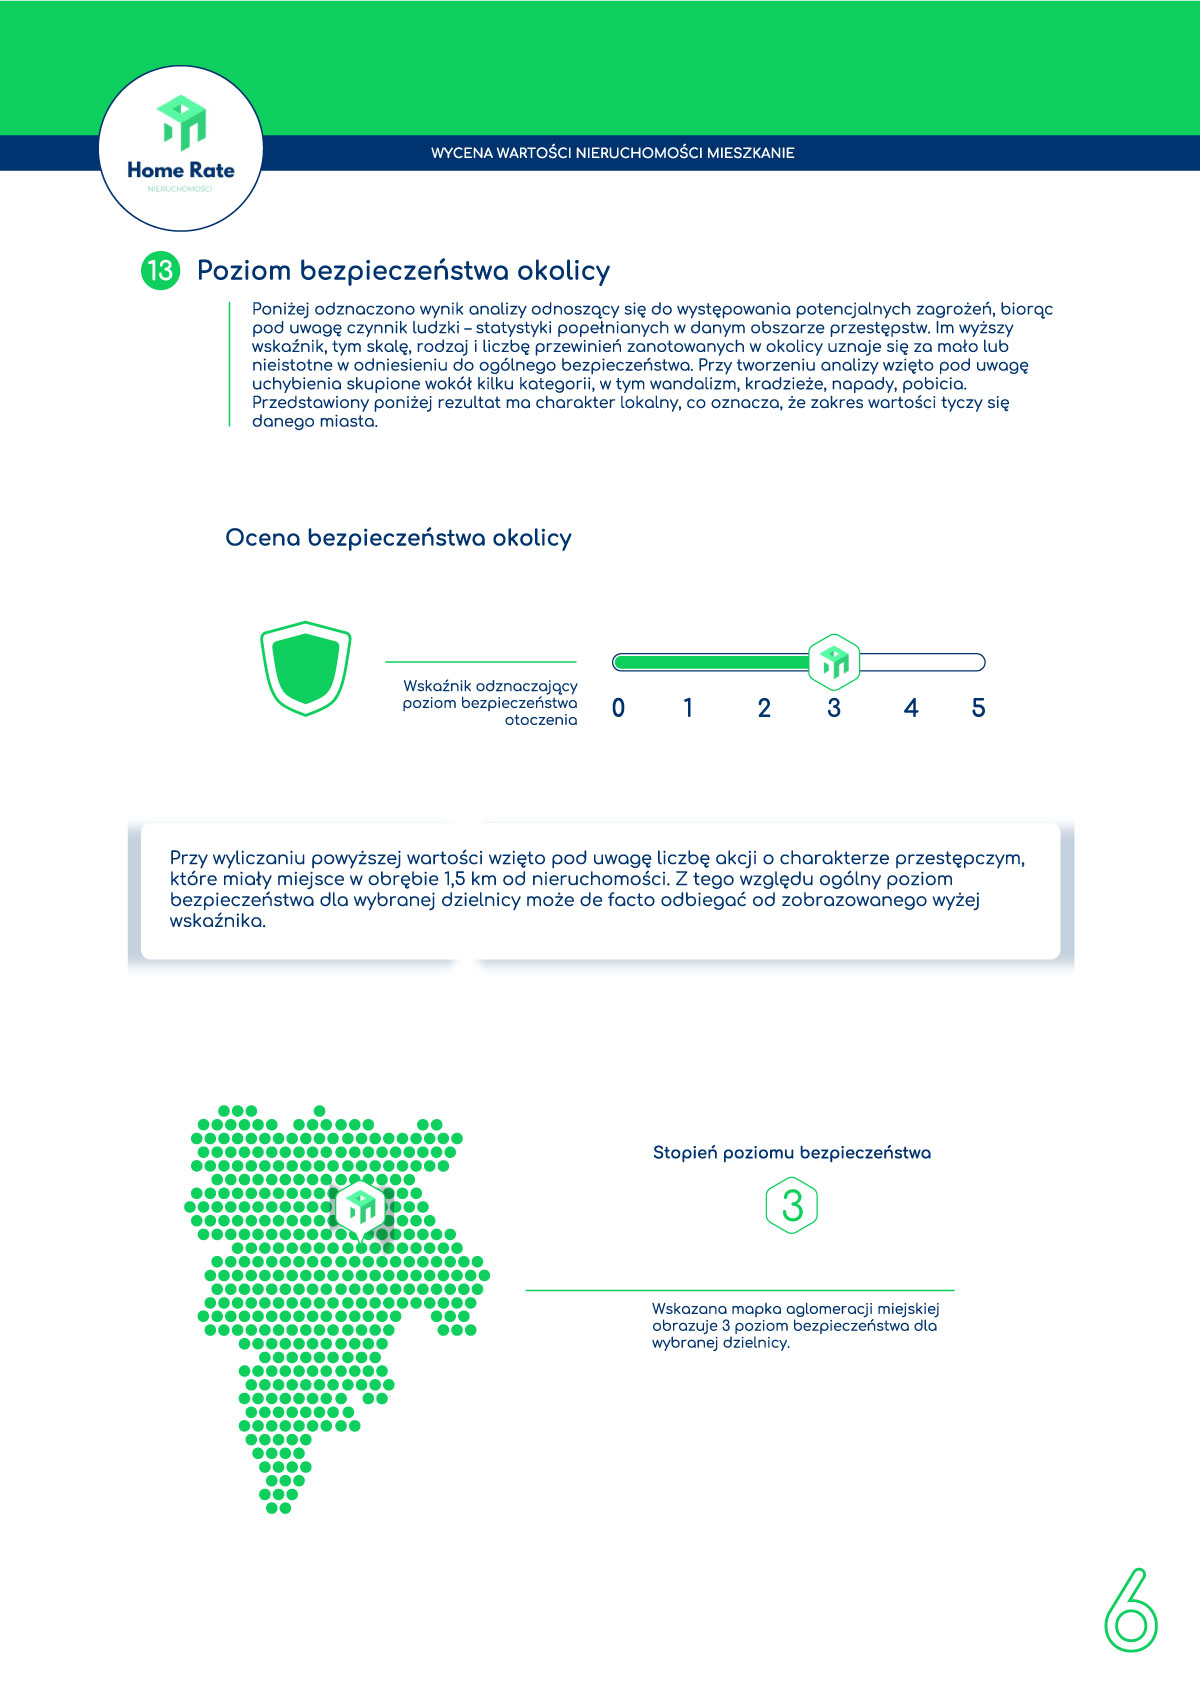 Home Rate
NIERUCHOMOŚCI
WYCENA WARTOŚCI NIERUCHOMOŚCI MIESZKANIE
13 Poziom bezpieczeństwa okolicy
Poniżej odznaczono wynik analizy odnoszący się do występowania potencjalnych zagrożeń, biorąc
pod uwagę czynnik ludzki – statystyki popełnianych w danym obszarze przestępstw. Im wyższy
wskaźnik, tym skalę, rodzaj i liczbę przewinień zanotowanych w okolicy uznaje się za mało lub
nieistotne w odniesieniu do ogólnego bezpieczeństwa. Przy tworzeniu analizy wzięto pod uwagę
uchybienia skupione wokół kilku kategorii, w tym wandalizm, kradzieże, napady, pobicia.
Przedstawiony poniżej rezultat ma charakter lokalny, co oznacza, że zakres wartości tyczy się
danego miasta.
Ocena bezpieczeństwa okolicy
Wskaźnik odznaczający
poziom bezpieczeństwa
otoczenia
0 1 2 3 4 5
Przy wyliczaniu powyższej wartości wzięto pod uwagę liczbę akcji o charakterze przestępczym,
które miały miejsce w obrębie 1,5 km od nieruchomości. Z tego względu ogólny poziom
bezpieczeństwa dla wybranej dzielnicy może de facto odbiegać od zobrazowanego wyżej
wskaźnika.
Stopień poziomu bezpieczeństwa
3
Wskazana mapka aglomeracji miejskiej
obrazuje 3 poziom bezpieczeństwa dla
wybranej dzielnicy.
6